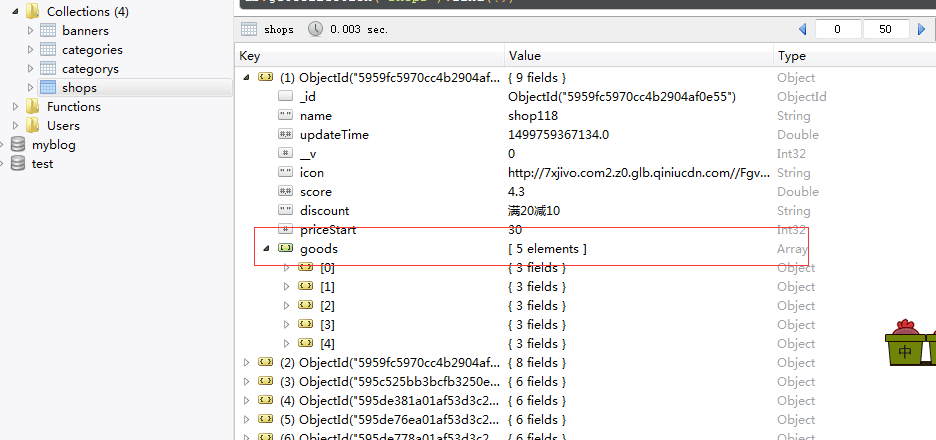 Collections (4)
banners
categories
categorys
shops
Functions
Users
myblog
test
shops 0.003 sec. 0 50
Key Value Type
(1) ObjectId("5959fc5970cc4b2904af... { 9 fields } Object
_id ObjectId("5959fc5970cc4b2904af0e55") ObjectId
name shop118 String
updateTime 1499759367134.0 Double
__v 0 Int32
icon http://7xjivo.com2.z0.glb.qiniucdn.com//Fgv... String
score 4.3 Double
discount 满20减10 String
priceStart 30 Int32
goods [ 5 elements ] Array
[0] { 3 fields } Object
[1] { 3 fields } Object
[2] { 3 fields } Object
[3] { 3 fields } Object
[4] { 3 fields } Object
(2) ObjectId("5959fc5970cc4b2904af... { 8 fields } Object
(3) ObjectId("595c525bb3bcfb3250e... { 6 fields } Object
(4) ObjectId("595de381a01af53d3c2... { 6 fields } Object
(5) ObjectId("595de76ea01af53d3c2... { 6 fields } Object
(6) ObjectId("595de778a01af53d3c2... { 6 fields } Object
中